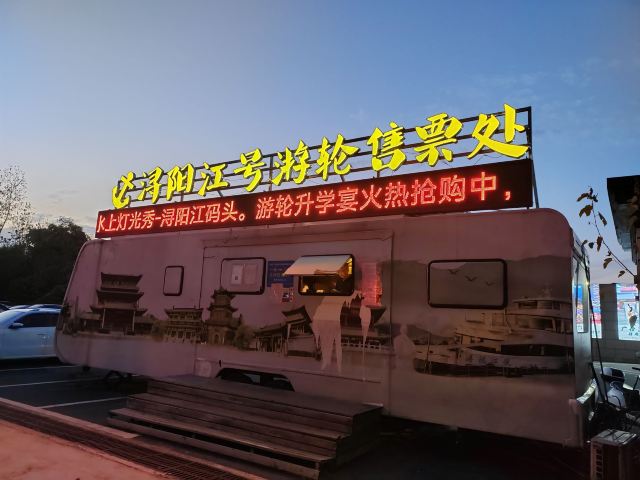 浔阳江号游轮售票处
水上灯光秀-浔阳江码头。游轮升学宴火热抢购中，